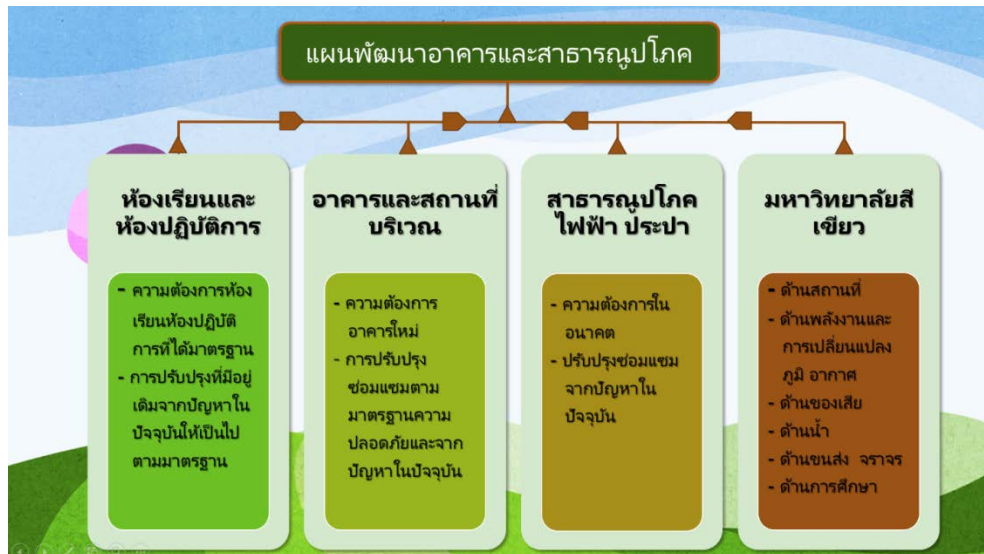 แผนพัฒนาอาคารและสาธารณูปโภค
ห้องเรียนและ
ห้องปฏิบัติการ
- ความต้องการห้อง
เรียนห้องปฏิบัติ
การที่ได้มาตรฐาน
- การปรับปรุงที่มีอยู่
เดิมจากปัญหาใน
ปัจจุบันให้เป็นไป
ตามมาตรฐาน
อาคารและสถานที่
บริเวณ
- ความต้องการ
อาคารใหม่
- การปรับปรุง
ซ่อมแซมตาม
มาตรฐานความ
ปลอดภัยและจาก
ปัญหาในปัจจุบัน
สาธารณูปโภค
ไฟฟ้า ประปา
- ความต้องการใน
อนาคต
- ปรับปรุงซ่อมแซม
จากปัญหาใน
ปัจจุบัน
มหาวิทยาลัยสี
เขียว
- ด้านสถานที่
- ด้านพลังงานและ
การเปลี่ยนแปลง
ภูมิ อากาศ
- ด้านของเสีย
- ด้านน้ำ
- ด้านขนส่ง จราจร
- ด้านการศึกษา